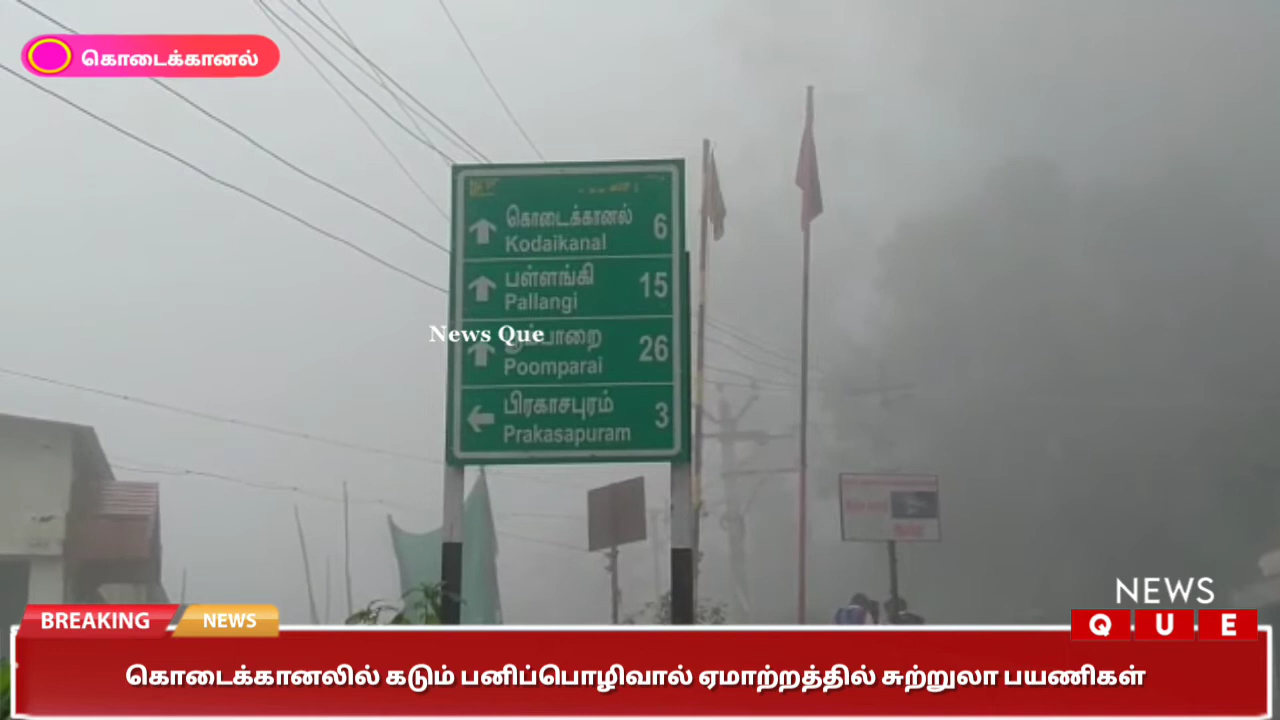 கொடைக்கானல்
கொடைக்கானல்
Kodaikanal
6
பள்ளங்கி
Pallangi
15
News Que
Poomparai
26
பிரகாசபுரம்
Prakasapuram
3
NEWS
QUE
BREAKING NEWS
கொடைக்கானலில் கடும் பனிப்பொழிவால் ஏமாற்றத்தில் சுற்றுலா பயணிகள்